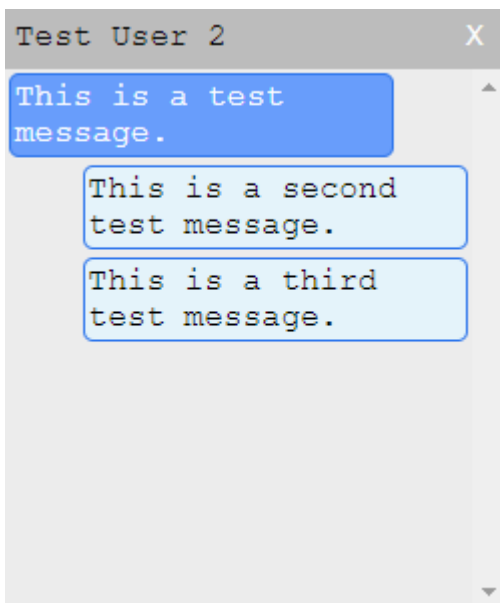 Test User 2 X
This is a test
message.
This is a second
test message.
This is a third
test message.